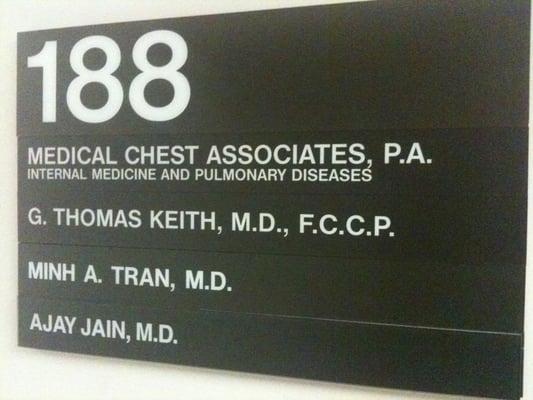 188
MEDICAL CHEST ASSOCIATES, P.A.
INTERNAL MEDICINE AND PULMONARY DISEASES
G. THOMAS KEITH, M.D., F.C.C.P.
MINH A. TRAN, M.D.
AJAY JAIN, M.D.